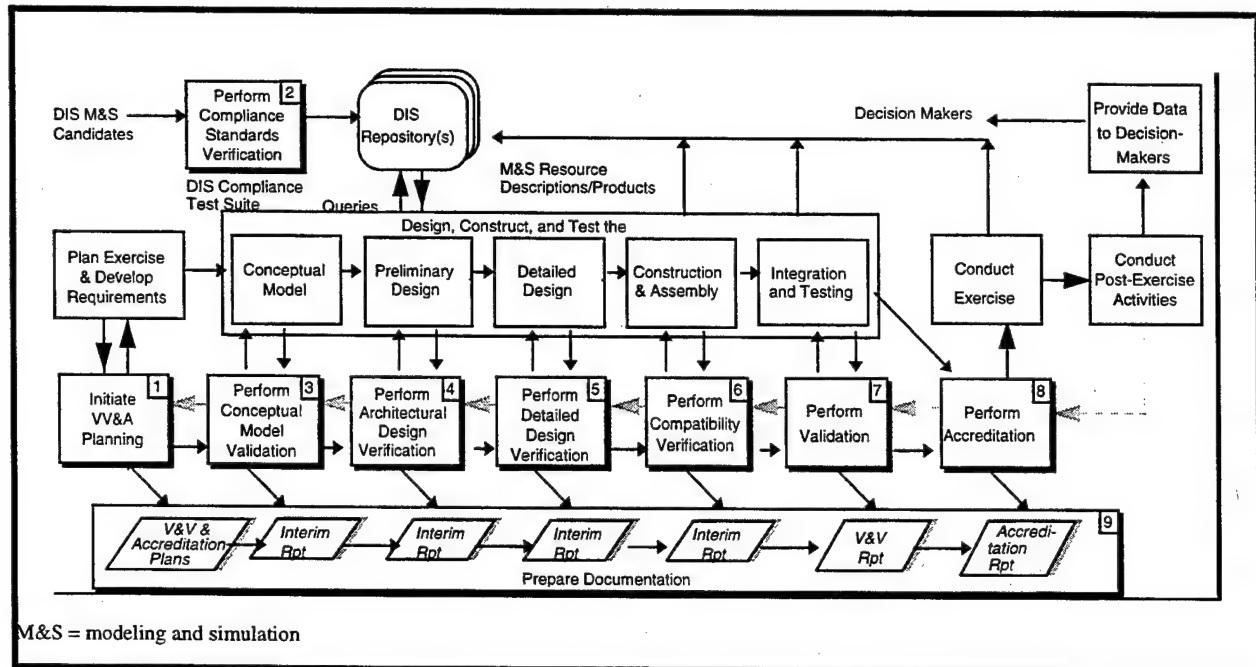 DIS M&S
Candidates
Perform
Compliance
Standards
Verification
2
DIS
Repository(s)
Decision Makers
Provide Data
to Decision-
Makers
DIS Compliance
Test Suite
Queries
M&S Resource
Descriptions/Products
Design, Construct, and Test the
Plan Exercise
& Develop
Requirements
Conceptual
Model
Preliminary
Design
Detailed
Design
Construction
& Assembly
Integration
and Testing
Conduct
Exercise
Conduct
Post-Exercise
Activities
1
Initiate
VV&A
Planning
3
Perform
Conceptual
Model
Validation
4
Perform
Architectural
Design
Verification
5
Perform
Detailed
Design
Verification
6
Perform
Compatibility
Verification
7
Perform
Validation
8
Perform
Accreditation
9
V&V &
Accreditation
Plans
Interim
Rpt
Interim
Rpt
Interim
Rpt
Interim
Rpt
V&V
Rpt
Accredi-
tation
Rpt
Prepare Documentation
M&S = modeling and simulation